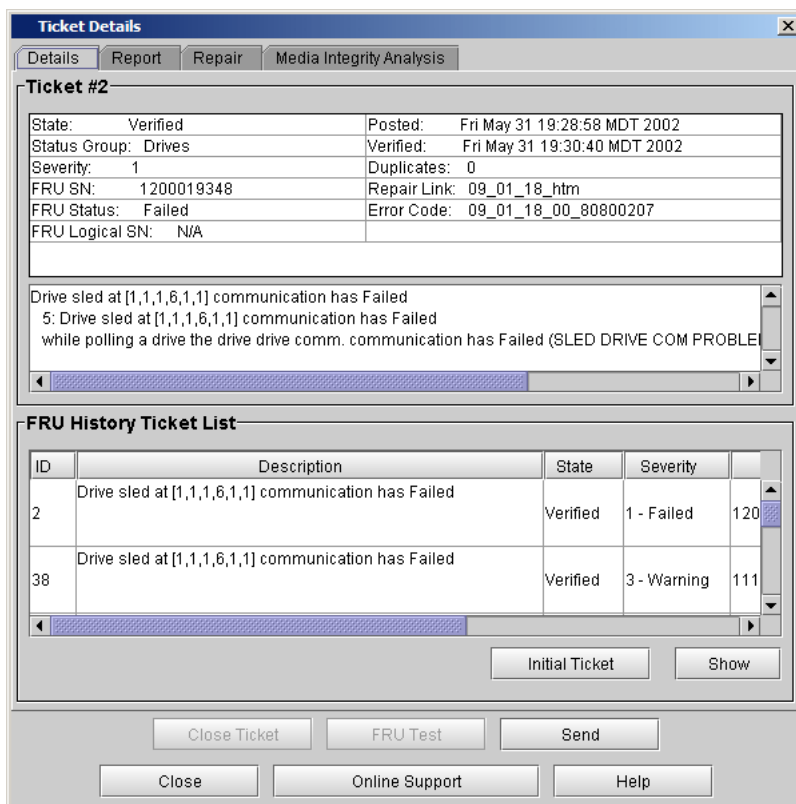 Ticket Details
Details Report Repair Media Integrity Analysis
Ticket #2
State: Verified Posted: Fri May 31 19:28:58 MDT 2002
Status Group: Drives Verified: Fri May 31 19:30:40 MDT 2002
Severity: 1 Duplicates: 0
FRU SN: 1200019348 Repair Link: 09_01_18_htm
FRU Status: Failed Error Code: 09_01_18_00_80800207
FRU Logical SN: N/A
Drive sled at [1,1,1,6,1,1] communication has Failed
5: Drive sled at [1,1,1,6,1,1] communication has Failed
while polling a drive the drive drive comm. communication has Failed (SLED DRIVE COM PROBLE
FRU History Ticket List
ID Description State Severity
2 Drive sled at [1,1,1,6,1,1] communication has Failed Verified 1 - Failed 120
38 Drive sled at [1,1,1,6,1,1] communication has Failed Verified 3 - Warning 111
Initial Ticket Show
Close Ticket FRU Test Send
Close Online Support Help